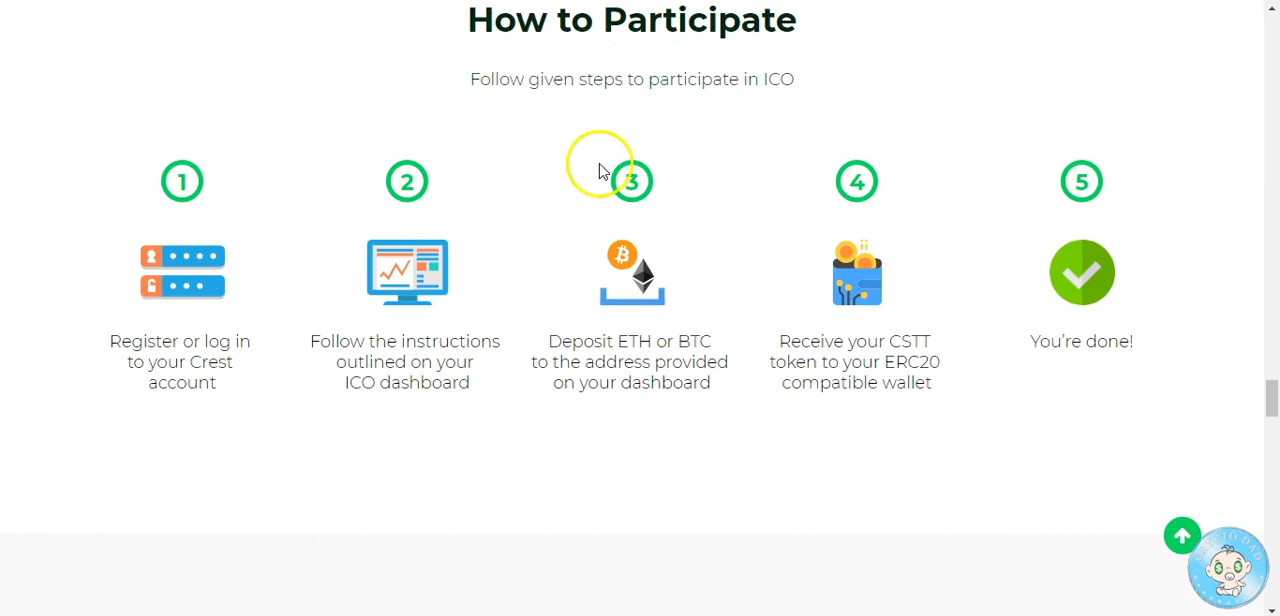 How to Participate
Follow given steps to participate in ICO
1
2
3
4
5
Register or log in
to your Crest
account
Follow the instructions
outlined on your
ICO dashboard
Deposit ETH or BTC
to the address provided
on your dashboard
Receive your CSTT
token to your ERC20
compatible wallet
You're done!
CRYPTO DAD